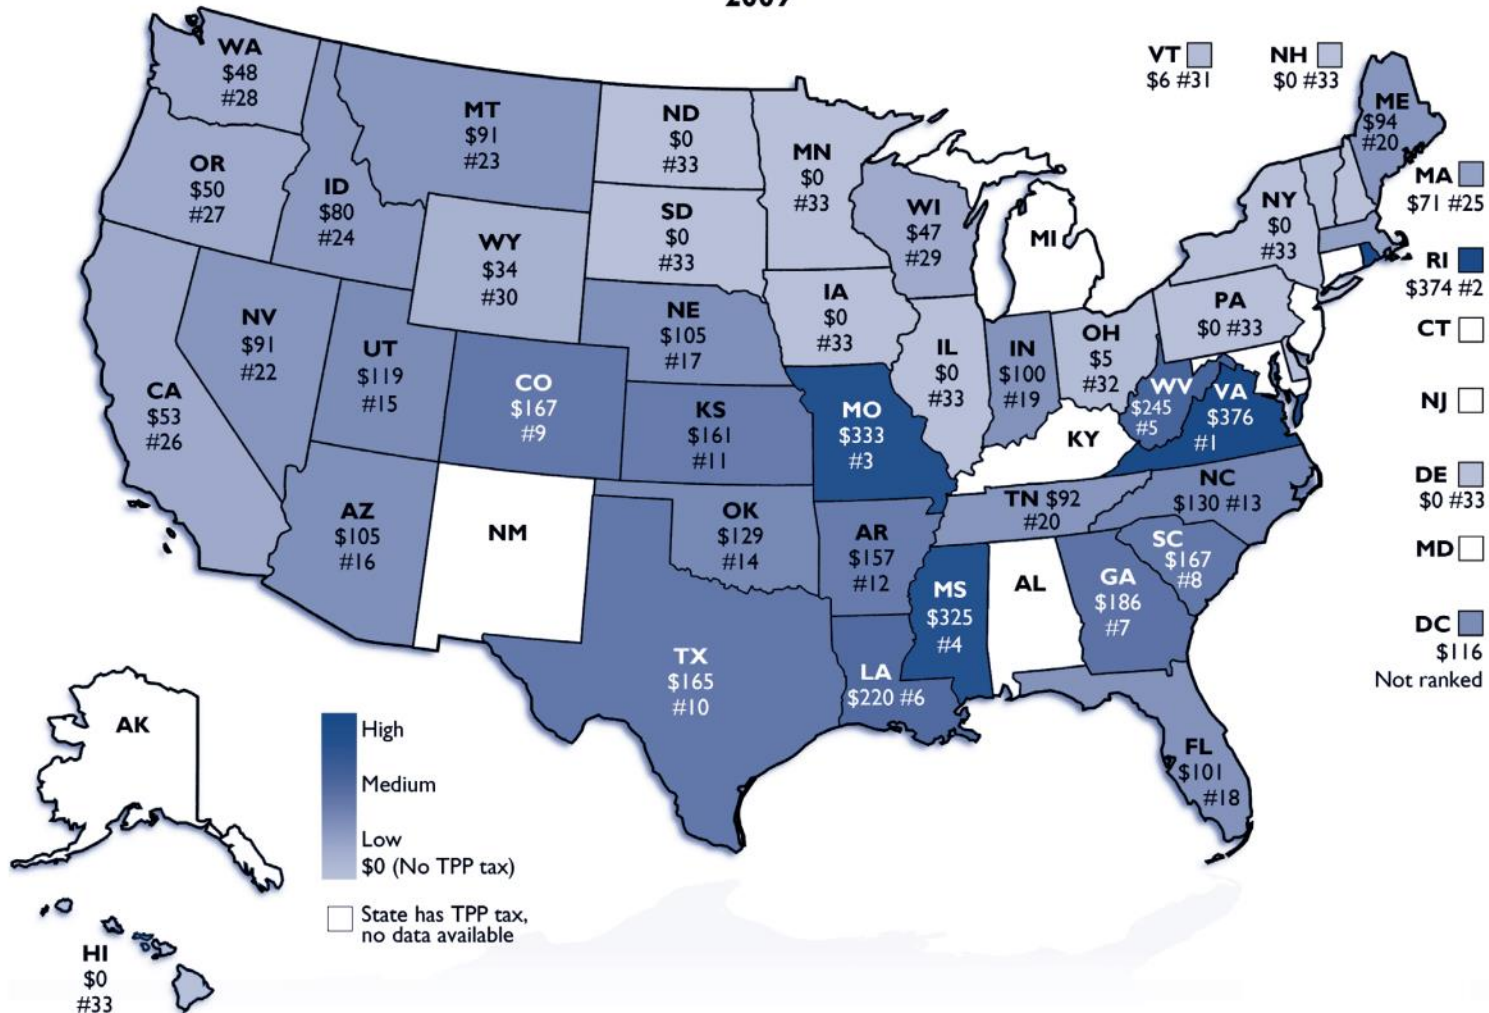 WA
$48
#28
MT
$91
#23
ND
$0
#33
MN
$0
#33
VT
$6 #31
NH
$0 #33
ME
$94
#20
OR
$50
#27
ID
$80
#24
WY
$34
#30
SD
$0
#33
WI
$47
#29
MI
NY
$0
#33
MA
$71 #25
RI
$374 #2
CT
NJ
DE
$0 #33
MD
DC
$116
Not ranked
CA
$53
#26
NV
$91
#22
UT
$119
#15
CO
$167
#9
NE
$105
#17
KS
$161
#11
IA
$0
#33
MO
$333
#3
IL
$0
#33
IN
$100
#19
OH
$5
#32
PA
$0 #33
WV
$245
#5
VA
$376
#1
KY
AZ
$105
#16
NM
OK
$129
#14
AR
$157
#12
TN $92
#20
NC
$130 #13
SC
$167
#8
MS
$325
#4
AL
GA
$186
#7
TX
$165
#10
LA
$220 #6
FL
$101
#18
AK
HI
$0
#33
High
Medium
Low
$0 (No TPP tax)
State has TPP tax,
no data available